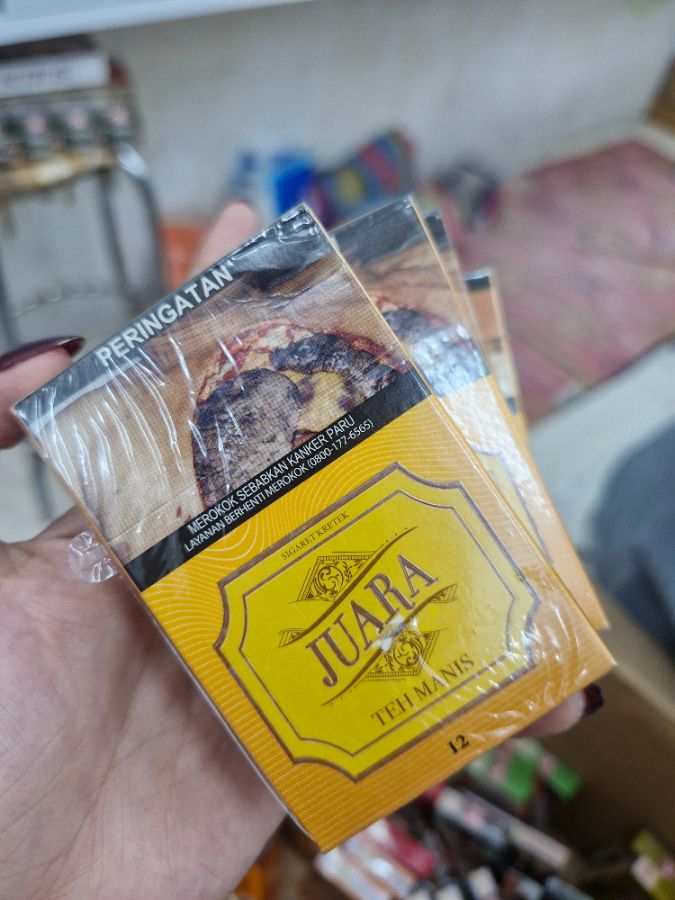 PERINGATAN
MEROKOK SEBABKAN KANKER PARU
LAYANAN BERHENTI MEROKOK (0800-177-6565)
SIGARET KRETEK
JUARA
TEH MANIS
12